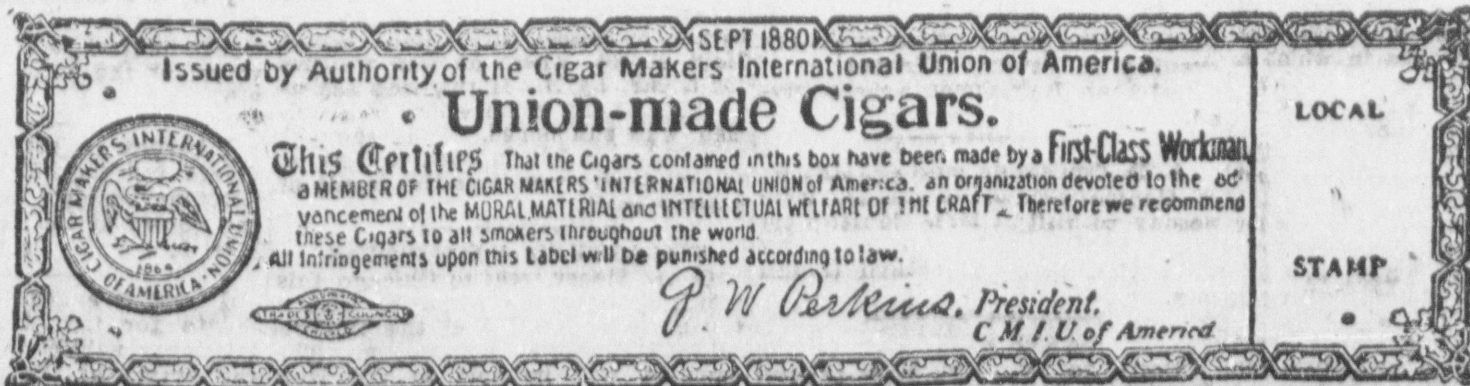 SEPT 1880
Issued by Authority of the Cigar Makers International Union of America.
Union-made Cigars.
This Certifies That the Cigars contained in this box have been made by a First-Class Workman,
a MEMBER OF THE CIGAR MAKERS' INTERNATIONAL UNION of America, an organization devoted to the ad
vancement of the MORAL, MATERIAL and INTELLECTUAL WELFARE OF THE CRAFT. Therefore we recommend
these Cigars to all smokers throughout the world.
All Infringements upon this Label will be punished according to law.
G. W. Perkins, President,
C M I U of America
CIGAR MAKERS INTERNATIONAL UNION
OF AMERICA
1864
TRADES COUNCIL
LOCAL
STAMP